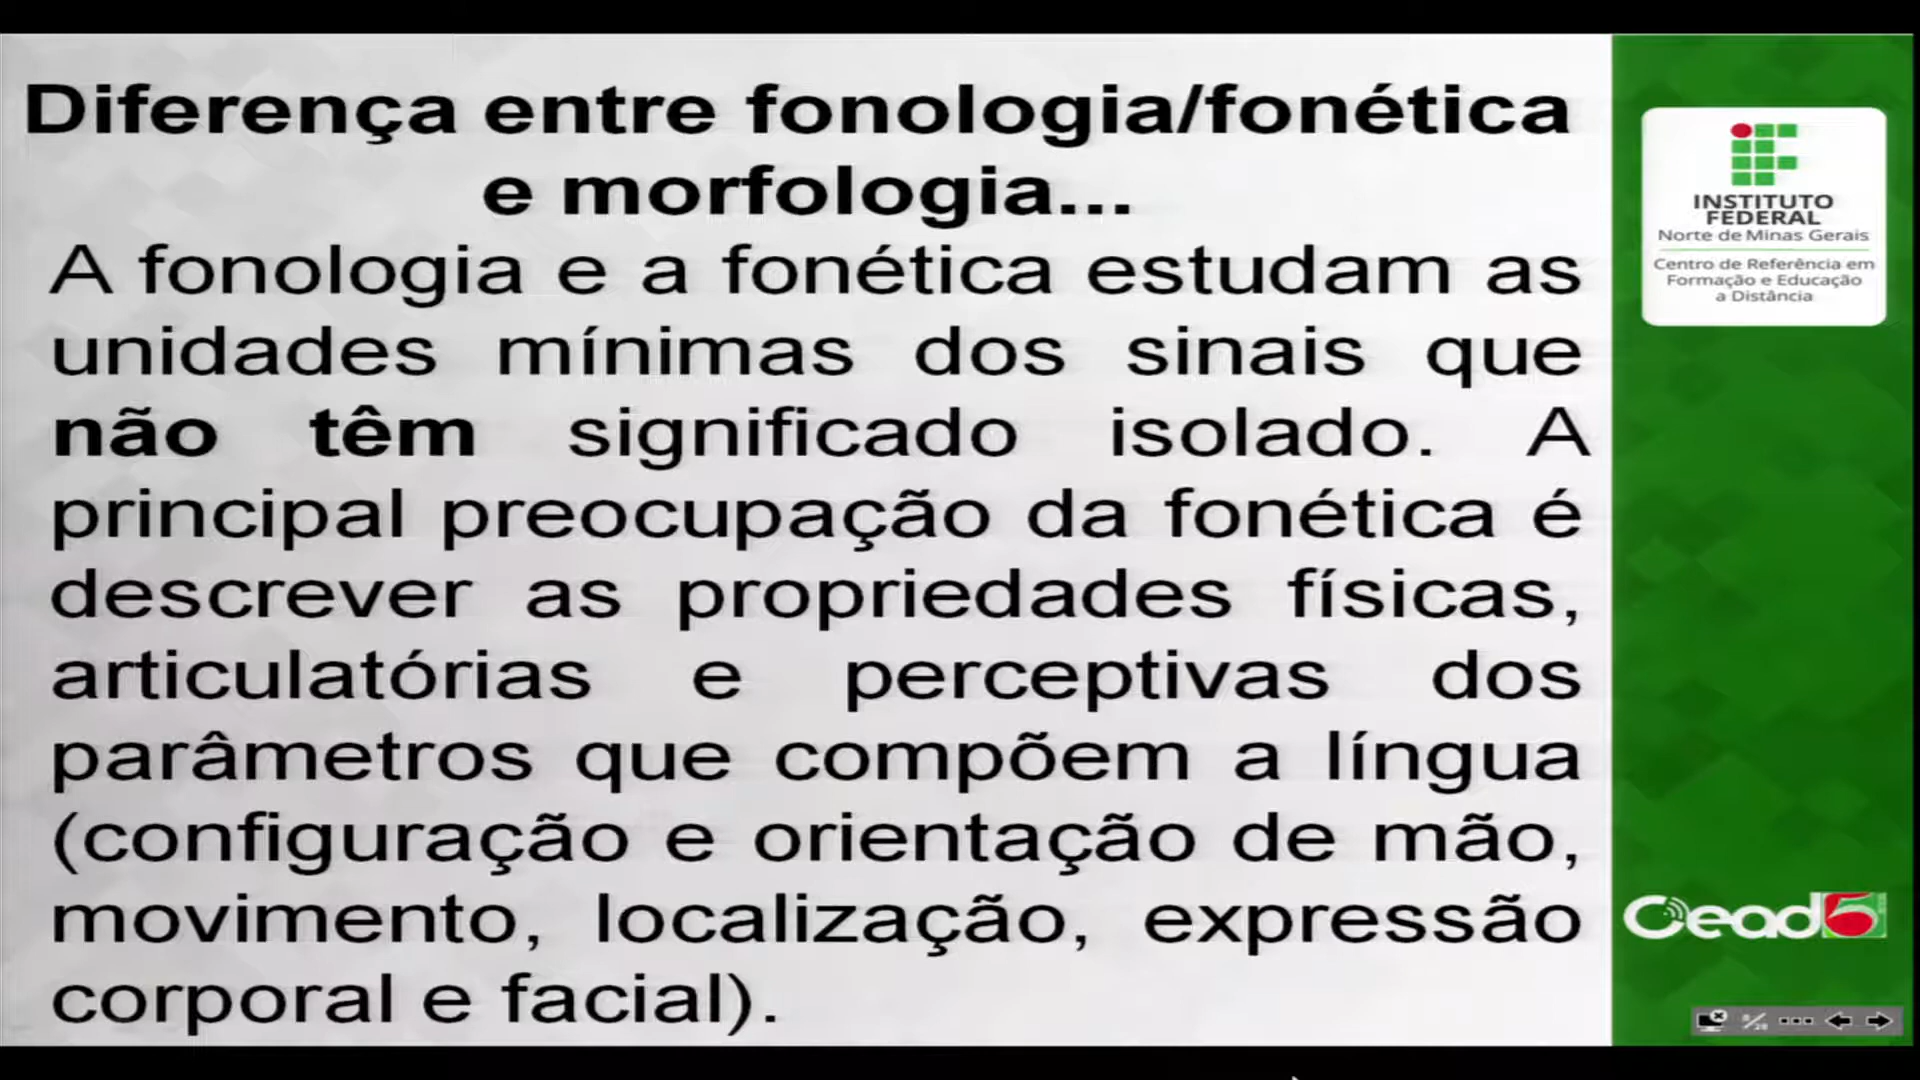 Diferença entre fonologia/fonética
e morfologia...
A fonologia e a fonética estudam as
unidades mínimas dos sinais que
não têm significado isolado. A
principal preocupação da fonética é
descrever as propriedades físicas,
articulatórias e perceptivas dos
parâmetros que compõem a língua
(configuração e orientação de mão,
movimento, localização, expressão
corporal e facial).
INSTITUTO
FEDERAL
Norte de Minas Gerais
Centro de Referência em
Formação e Educação
a Distância
Cead5